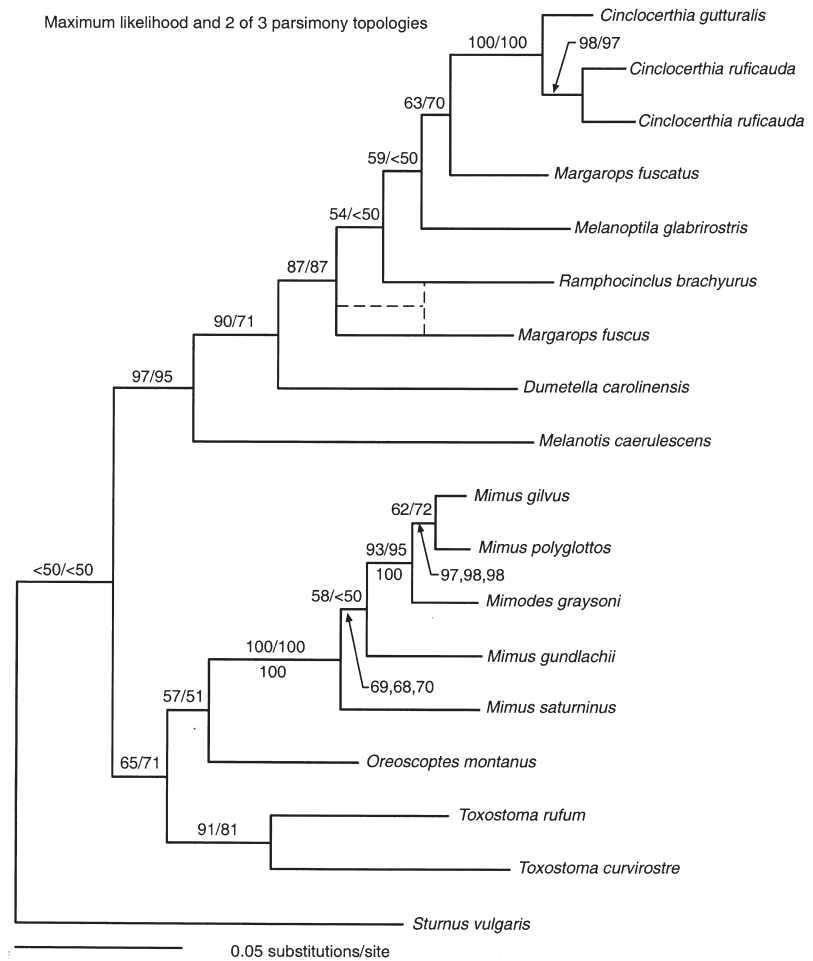 Maximum likelihood and 2 of 3 parsimony topologies
Cinclocerthia gutturalis
100/100
98/97
Cinclocerthia ruficauda
63/70
Cinclocerthia ruficauda
59/<50
Margarops fuscatus
54/<50
Melanoptila glabrirostris
87/87
Ramphocinclus brachyurus
90/71
Margarops fuscus
97/95
Dumetella carolinensis
Melanotis caerulescens
Mimus gilvus
62/72
Mimus polyglottos
93/95
100
97,98,98
<50/<50
58/<50
Mimodes graysoni
100/100
Mimus gundlachii
100
69,68,70
57/51
Mimus saturninus
65/71
Oreoscoptes montanus
Toxostoma rufum
91/81
Toxostoma curvirostre
Sturnus vulgaris
0.05 substitutions/site